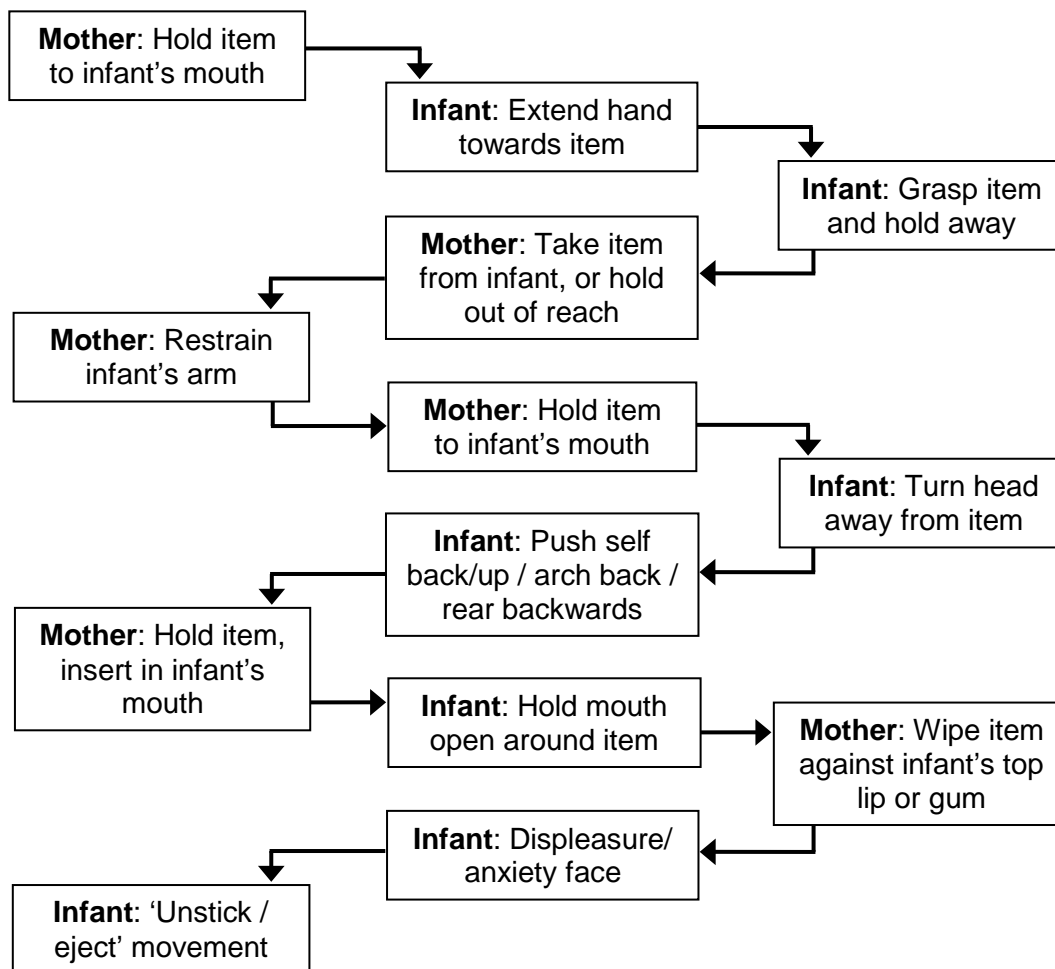 Mother: Hold item
to infant’s mouth
Infant: Extend hand
towards item
Infant: Grasp item
and hold away
Mother: Take item
from infant, or hold
out of reach
Mother: Restrain
infant’s arm
Mother: Hold item
to infant’s mouth
Infant: Turn head
away from item
Infant: Push self
back/up / arch back /
rear backwards
Mother: Hold item,
insert in infant’s
mouth
Infant: Hold mouth
open around item
Mother: Wipe item
against infant’s top
lip or gum
Infant: Displeasure/
anxiety face
Infant: ‘Unstick /
eject’ movement